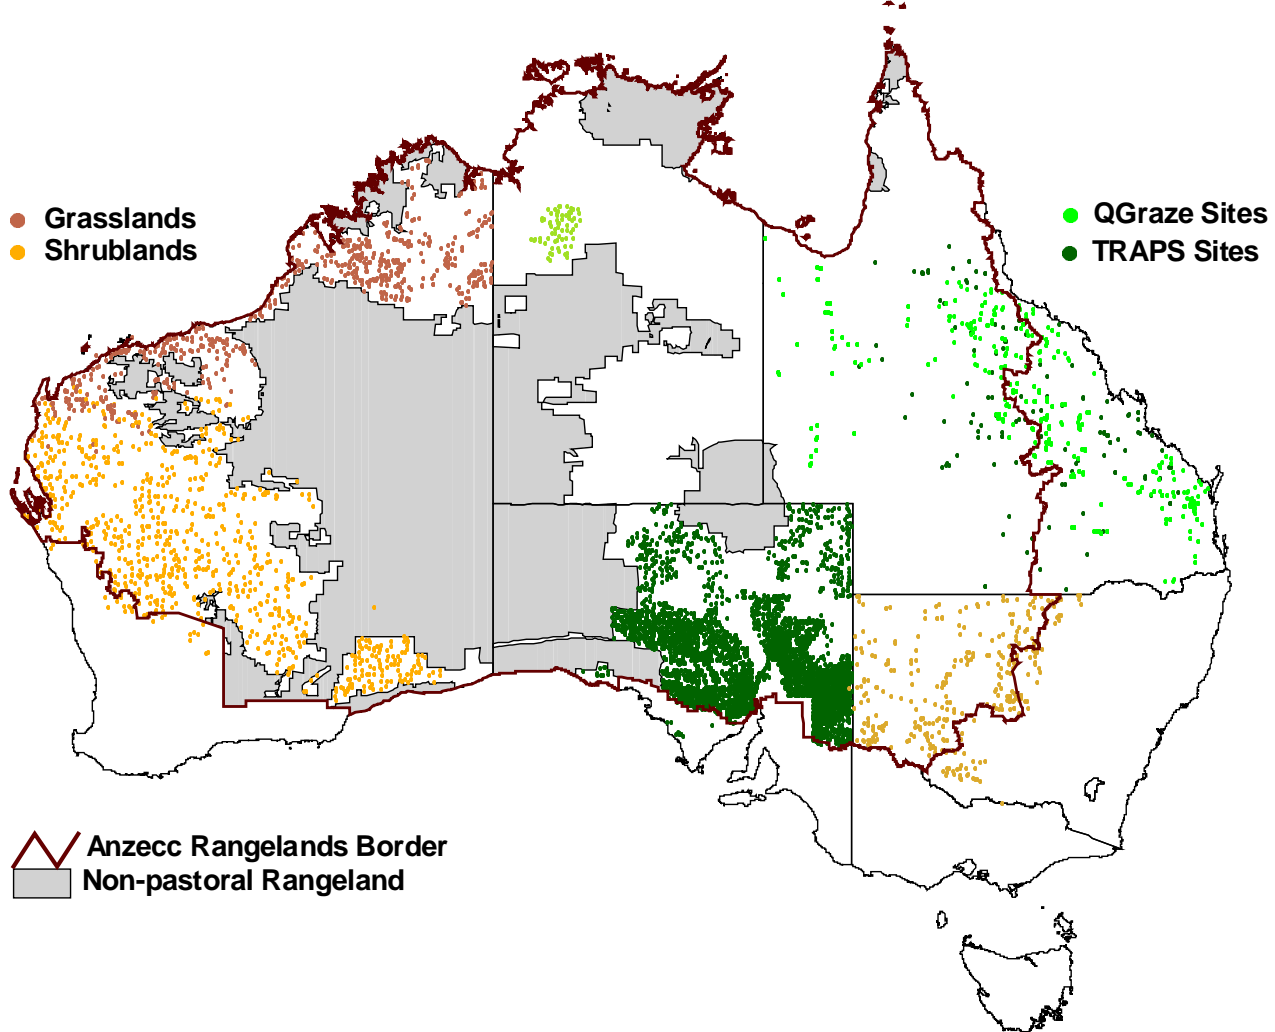 Grasslands
Shrublands
QGraze Sites
TRAPS Sites
Anzecc Rangelands Border
Non-pastoral Rangeland